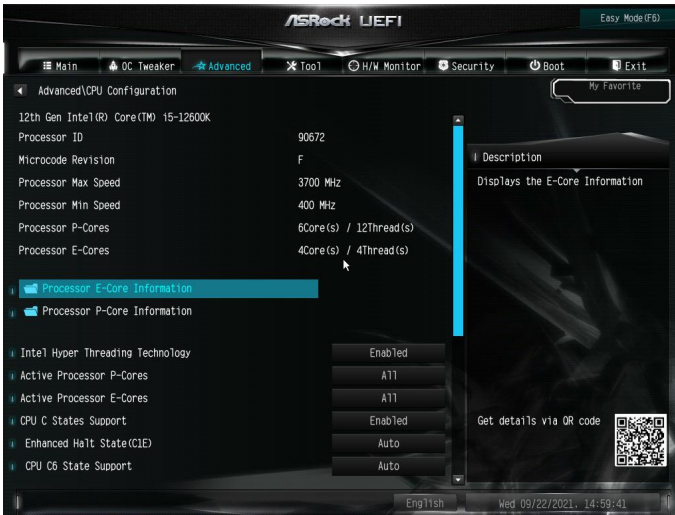 ASRock UEFI
Easy Mode(F6)
Main
OC Tweaker
Advanced
Tool
H/W Monitor
Security
Boot
Exit
Advanced\CPU Configuration
My Favorite
12th Gen Intel(R) Core(TM) i5-12600K
Processor ID 90672
Microcode Revision F
Processor Max Speed 3700 MHz
Processor Min Speed 400 MHz
Processor P-Cores 6Core(s) / 12Thread(s)
Processor E-Cores 4Core(s) / 4Thread(s)
Processor E-Core Information
Processor P-Core Information
Intel Hyper Threading Technology Enabled
Active Processor P-Cores All
Active Processor E-Cores All
CPU C States Support Enabled
Enhanced Halt State(C1E) Auto
CPU C6 State Support Auto
Description
Displays the E-Core Information
Get details via QR code
English
Wed 09/22/2021, 14:59:41